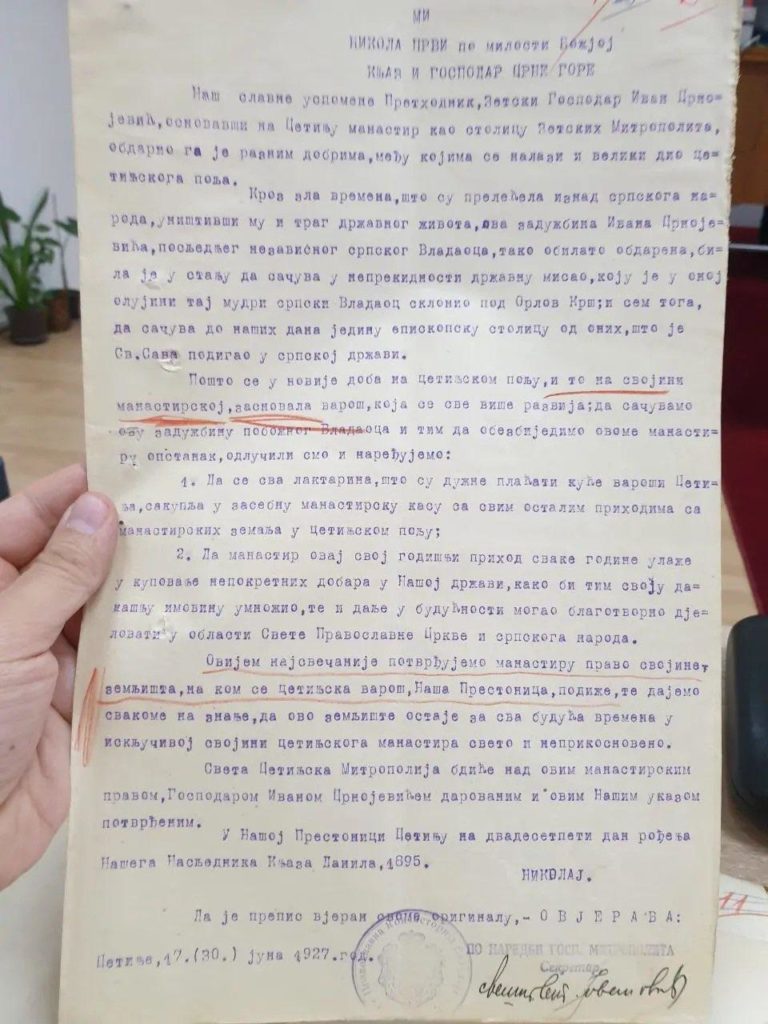 МИ
НИКОЛА ПРВИ по милости Божјој
КЊАЗ И ГОСПОДАР ЦРНЕ ГОРЕ
Наш славне успомене Претходник,Зетски Господар Иван Црно=
јевић,основавши на Цетињу манастир као столицу Зетских Митрополита,
обдарио га је разним добрима,међу којима се налази и велики дио це=
тињскога поља.
Кроз зла времена,што су прелећела изнад српскога на=
рода,уништивши му и траг државног живота,ова задужбина Ивана Црноје=
вића,посљедњег независног српског Владаоца,тако обилато обдарена,би=
ла је у стању да сачува у непрекидности државну мисао,коју је у оној
олујини тај мудри српски Владаоц склонио под Орлов Крш;и сем тога,
да сачува до наших дана једину епископску столицу од оних,што је
Св.Сава подигао у српској држави.
Пошто се у новије доба на цетињском пољу,и то на својини
манастирској,засновала варош,која се све више развија;да сачувамо
ову задужбину побожног Владаоца и тим да обезбиједимо овоме манасти=
ру опстанак,одлучили смо и наређујемо:
1. Да се сва лактарина,што су дужне плаћати куће вароши Цети=
ња,сакупља у засебну манастирску касу са свим осталим приходима са
манастирских земаља у цетињском пољу;
2. Да манастир овај свој годишњи приход сваке године улаже
у куповање непокретних добара у Нашој држави,како би тим своју да=
нашњу имовину умножио,те и даље у будућности могао благотворно дје=
ловати у области Свете Православне Цркве и српскога народа.
Овијем најсвечаније потврђујемо манастиру право својине,
земљишта,на ком се цетињска варош,Наша Престоница,подиже,те дајемо
свакоме на знање,да ово земљиште остаје за сва будућа времена у
искључивој својини цетињског манастира свето и неприкосновено.
Света Цетињска Митрополија бдиће над овим манастирским
правом,Господаром Иваном Црнојевићем дарованим и овим Нашим указом
потврђеним.
У Нашој Престоници Цетињу на двадесетпети дан рођења
Нашега Насљедника Књаза Данила,1895.
НИКОЛАЈ.
Да је препис вјеран своме оригиналу,- О В Ј Е Р А В А:
Цетиње,17.(30.) јуна 1927.год.
ПО НАРЕДБИ ГОСП. МИТРОПОЛИТА
Секретар,
11